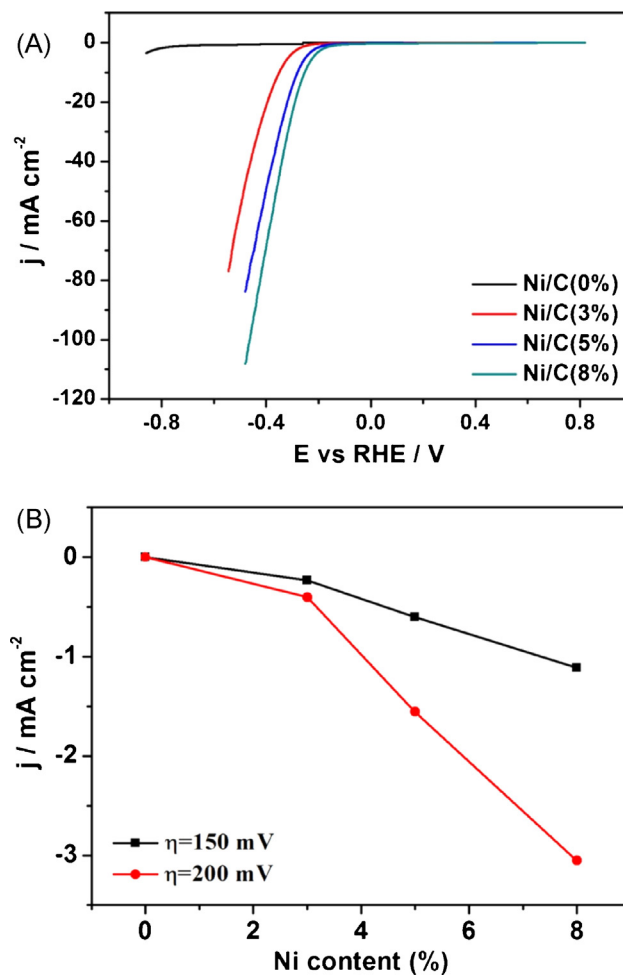 (A)
0
-20
-40
-60
-80
-100
-120
j / mA cm-2
Ni/C(0%)
Ni/C(3%)
Ni/C(5%)
Ni/C(8%)
-0.8 -0.4 0.0 0.4 0.8
E vs RHE / V
(B)
0
-1
-2
-3
j / mA cm-2
η=150 mV
η=200 mV
0 2 4 6 8
Ni content (%)